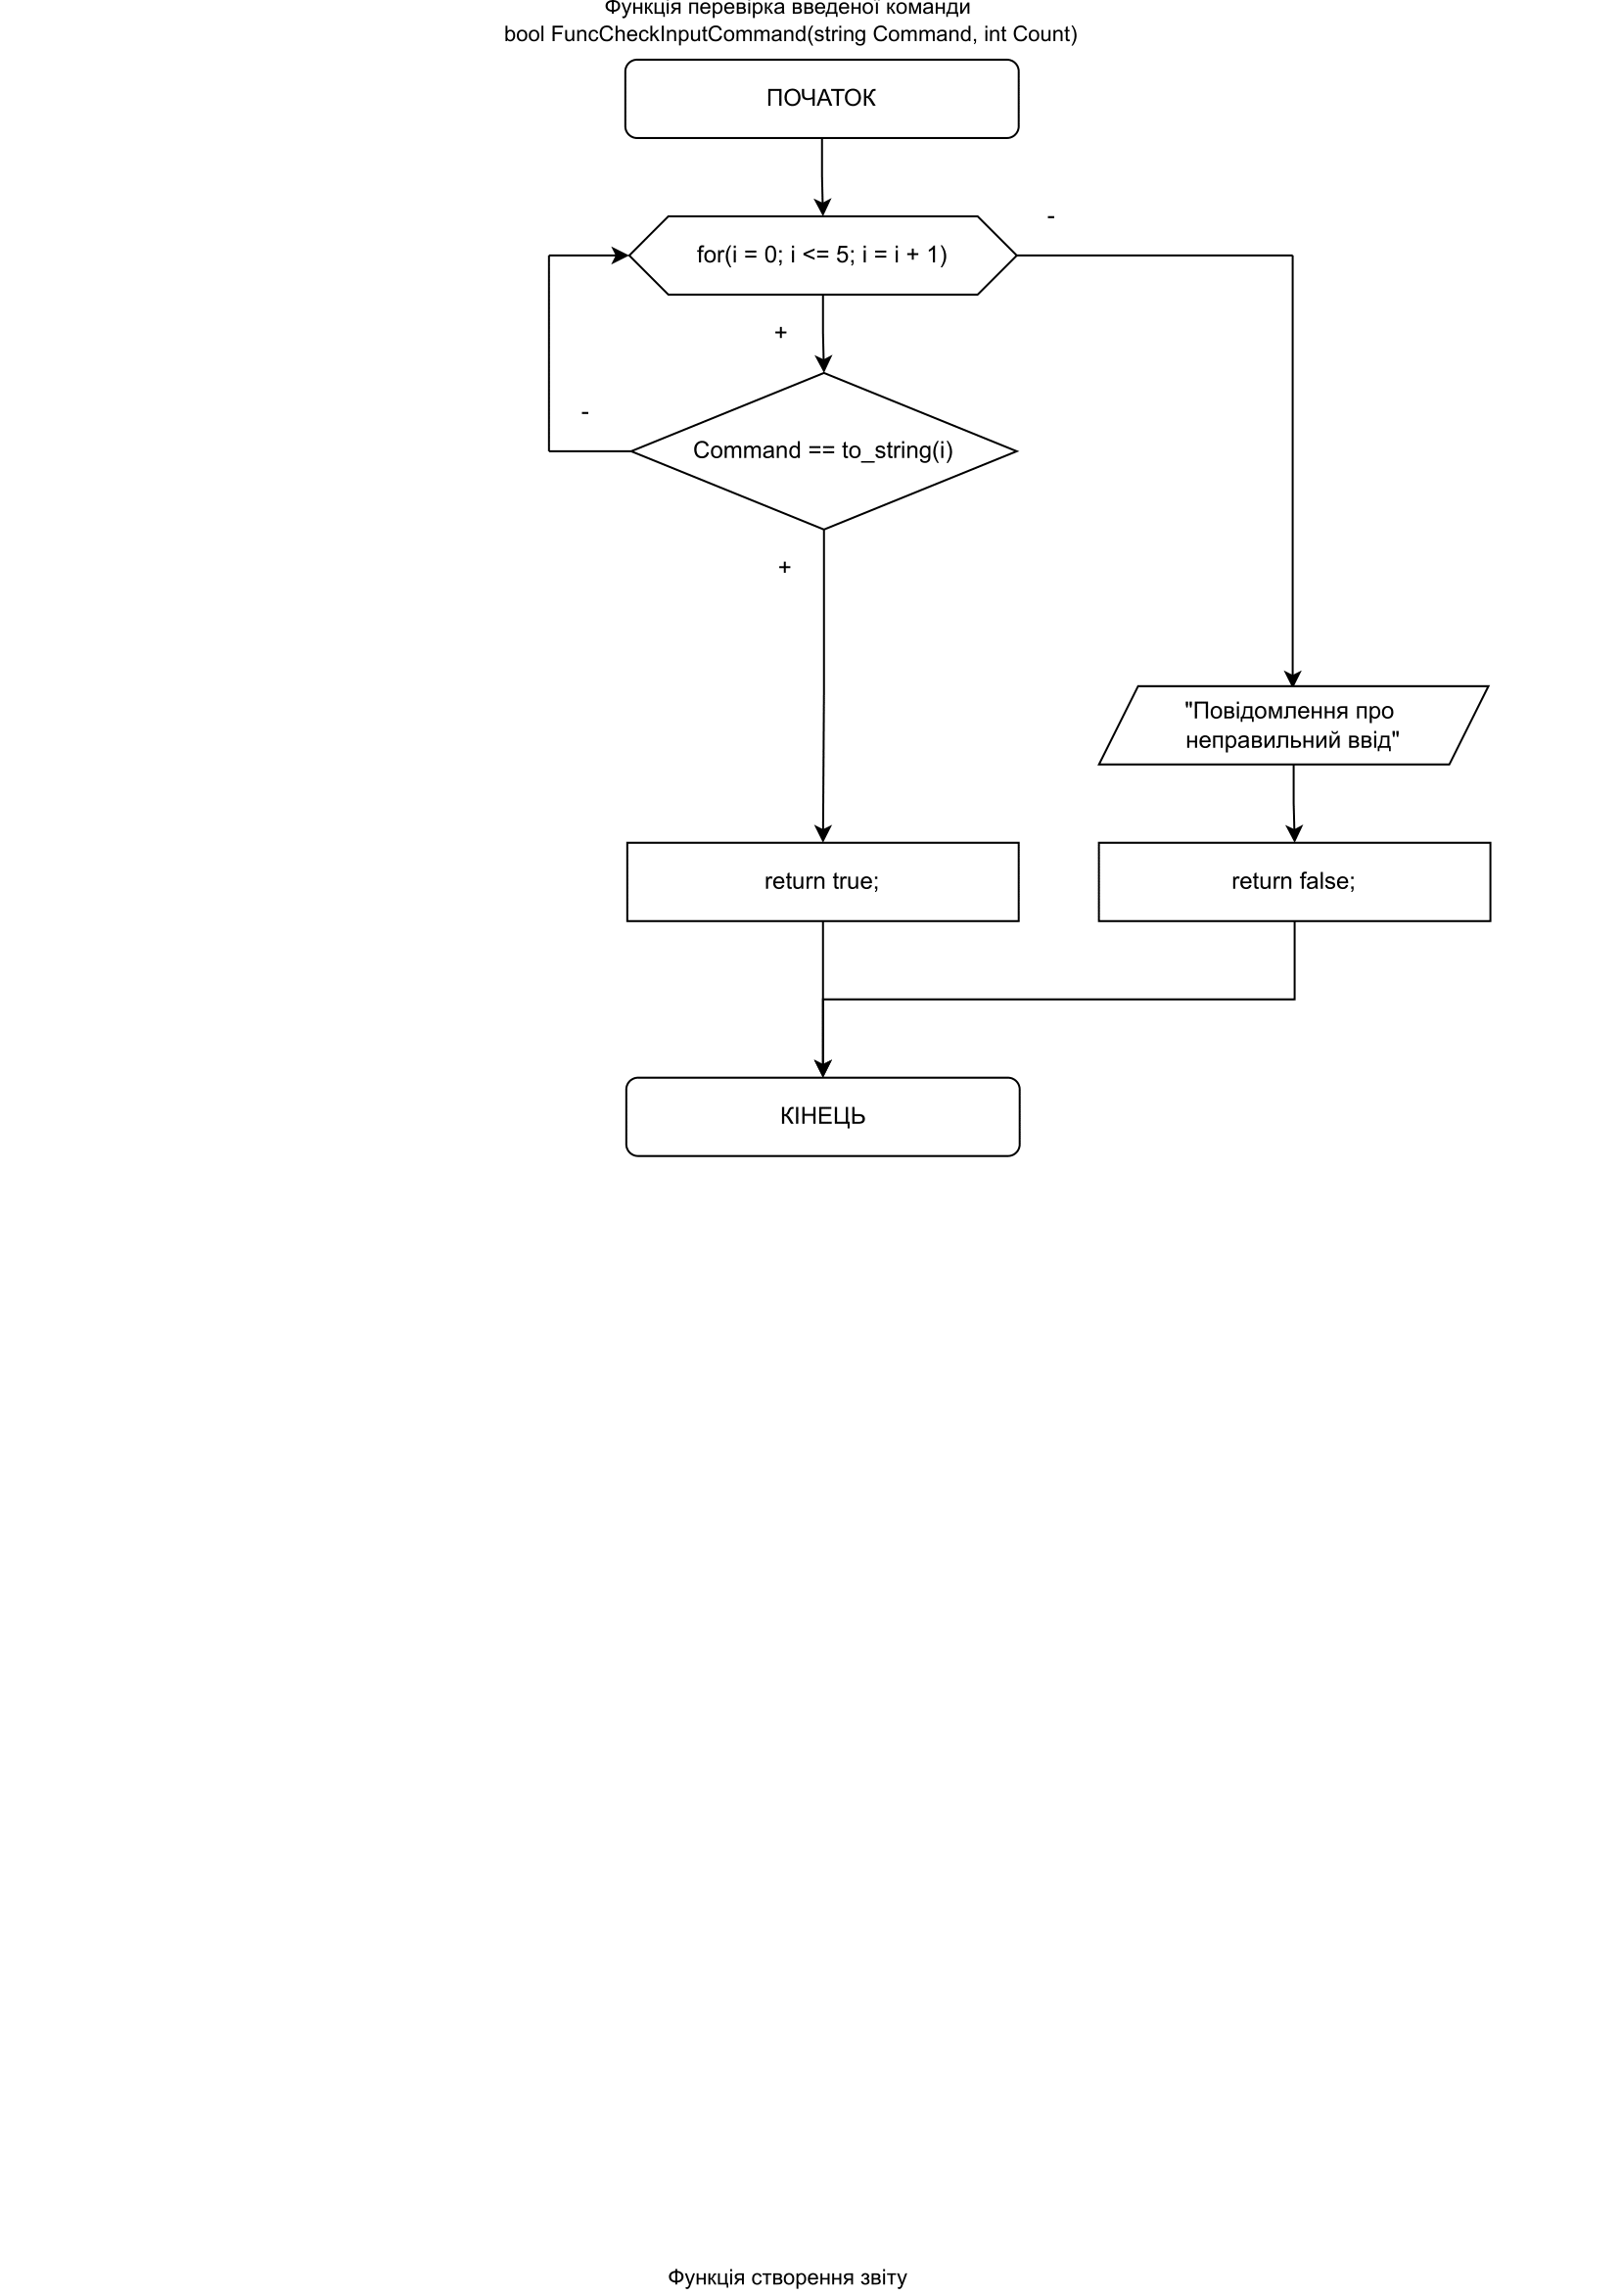 Функція перевірка введеної команди
bool FuncCheckInputCommand(string Command, int Count)
ПОЧАТОК
-
for(i = 0; i <= 5; i = i + 1)
+
-
Command == to_string(i)
+
"Повідомлення про
неправильний ввід"
return true;
return false;
КІНЕЦЬ
Функція створення звіту